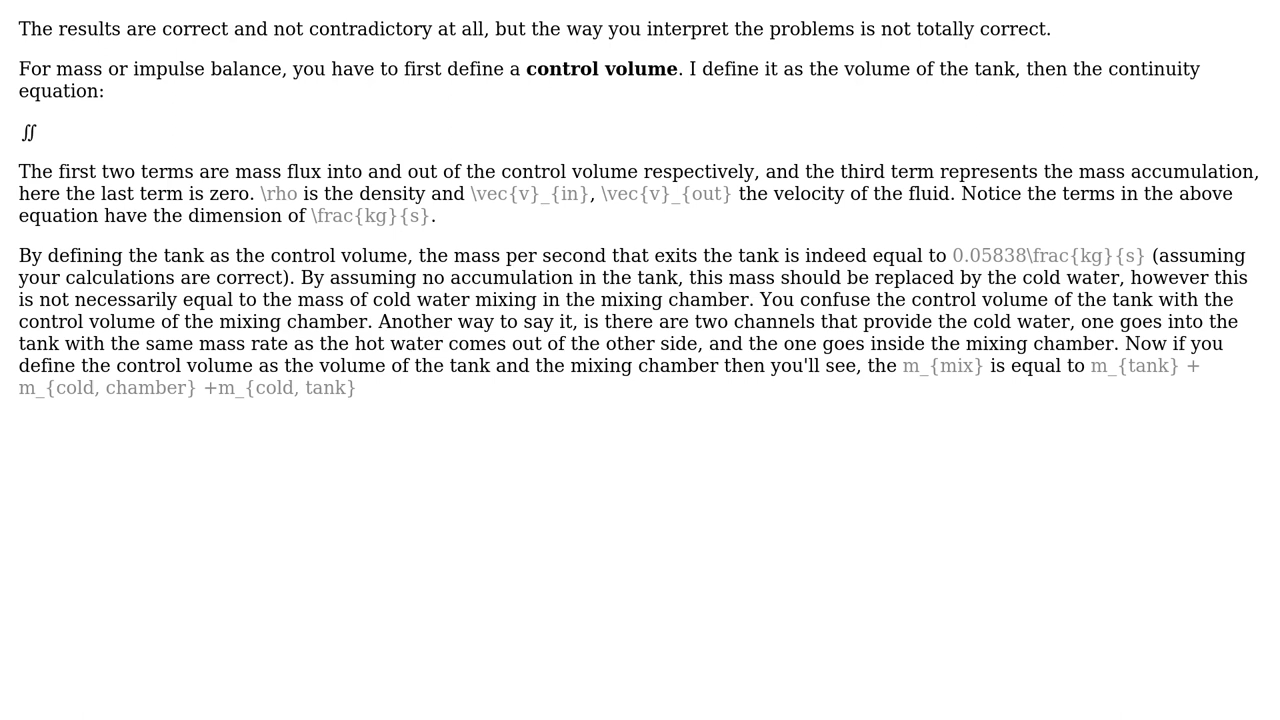 The results are correct and not contradictory at all, but the way you interpret the problems is not totally correct.
For mass or impulse balance, you have to first define a control volume. I define it as the volume of the tank, then the continuity
equation:
∬
The first two terms are mass flux into and out of the control volume respectively, and the third term represents the mass accumulation,
here the last term is zero. \rho is the density and \vec{v}_{in}, \vec{v}_{out} the velocity of the fluid. Notice the terms in the above
equation have the dimension of \frac{kg}{s}.
By defining the tank as the control volume, the mass per second that exits the tank is indeed equal to 0.05838\frac{kg}{s} (assuming
your calculations are correct). By assuming no accumulation in the tank, this mass should be replaced by the cold water, however this
is not necessarily equal to the mass of cold water mixing in the mixing chamber. You confuse the control volume of the tank with the
control volume of the mixing chamber. Another way to say it, is there are two channels that provide the cold water, one goes into the
tank with the same mass rate as the hot water comes out of the other side, and the one goes inside the mixing chamber. Now if you
define the control volume as the volume of the tank and the mixing chamber then you'll see, the m_{mix} is equal to m_{tank} +
m_{cold, chamber} +m_{cold, tank}